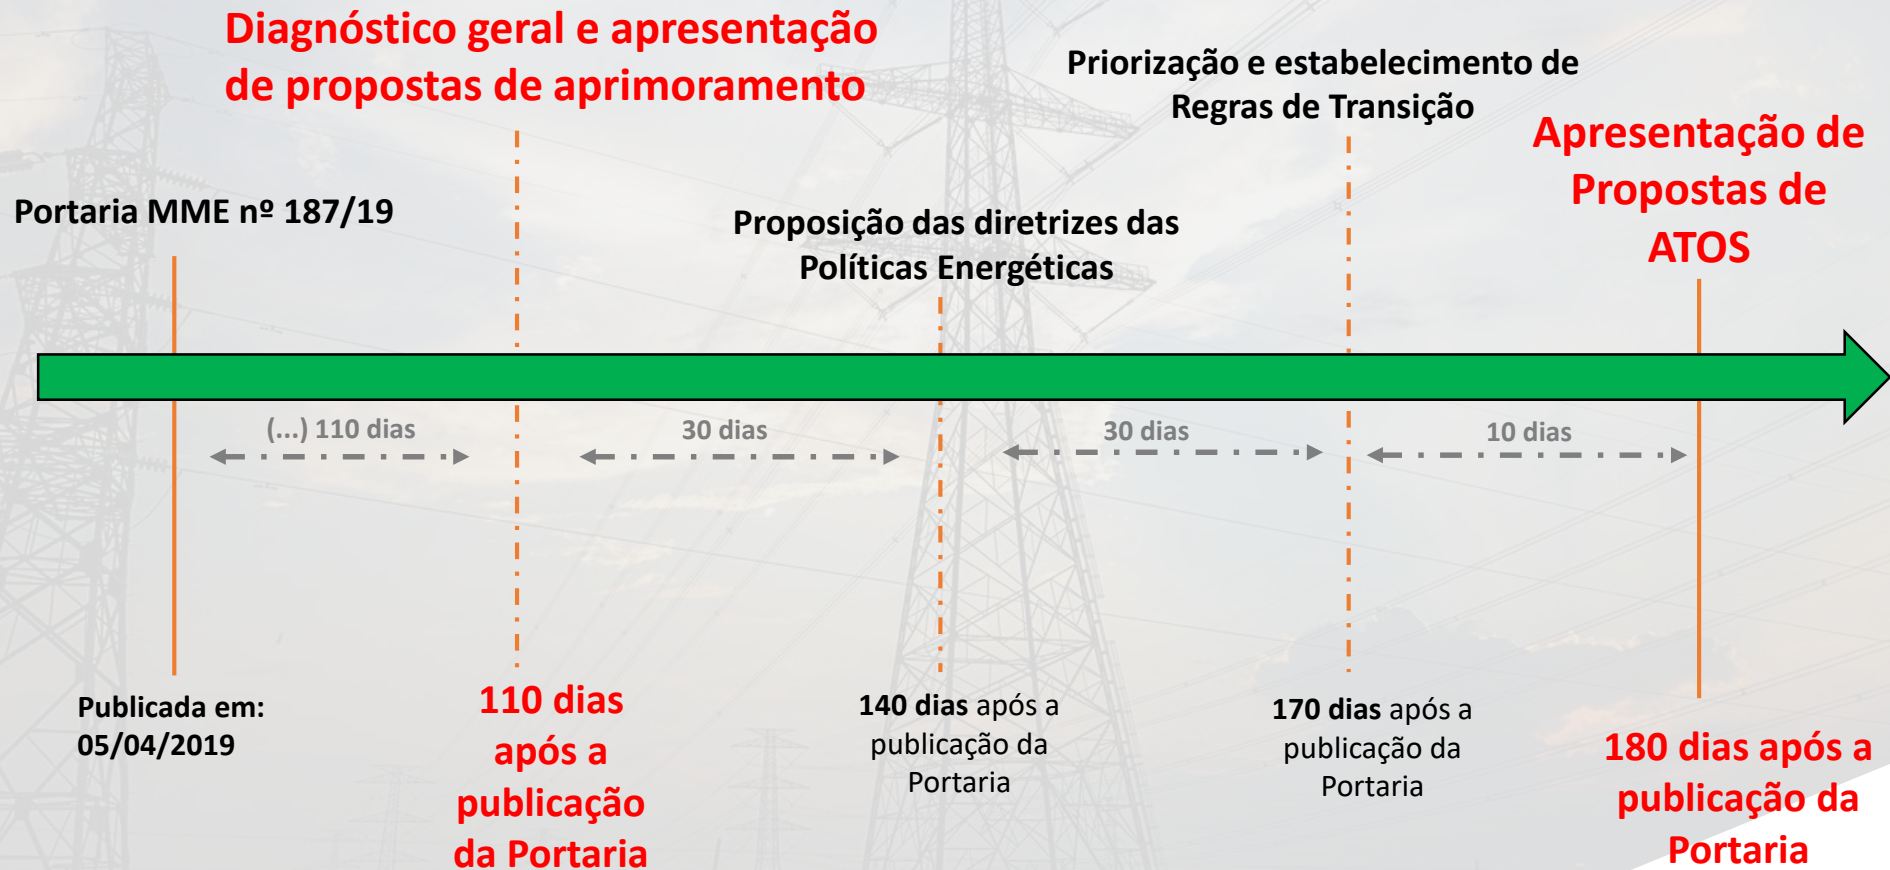 Diagnóstico geral e apresentação
de propostas de aprimoramento
Priorização e estabelecimento de
Regras de Transição
Apresentação de
Propostas de
ATOS
Portaria MME nº 187/19
Proposição das diretrizes das
Políticas Energéticas
(...) 110 dias
30 dias
30 dias
10 dias
Publicada em:
05/04/2019
110 dias
após a
publicação
da Portaria
140 dias após a
publicação da
Portaria
170 dias após a
publicação da
Portaria
180 dias após a
publicação da
Portaria